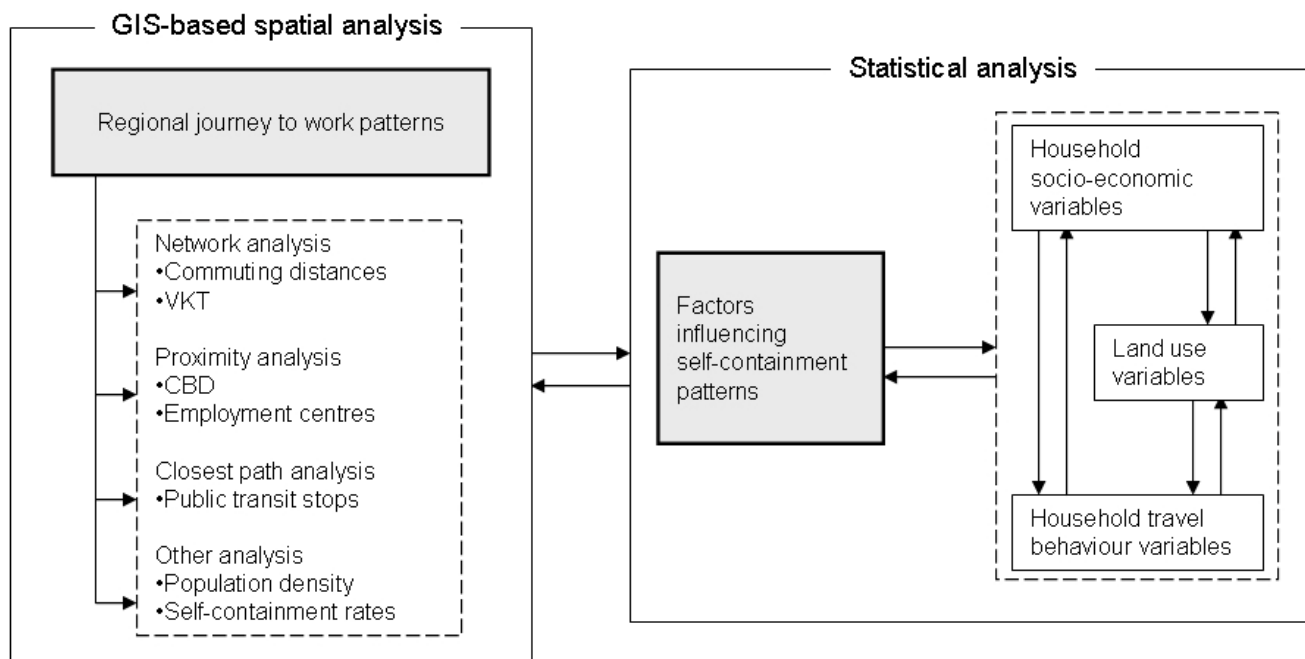 GIS-based spatial analysis
Regional journey to work patterns
Network analysis
•Commuting distances
•VKT
Proximity analysis
•CBD
•Employment centres
Closest path analysis
•Public transit stops
Other analysis
•Population density
•Self-containment rates
Statistical analysis
Factors
influencing
self-containment
patterns
Household
socio-economic
variables
Land use
variables
Household travel
behaviour variables